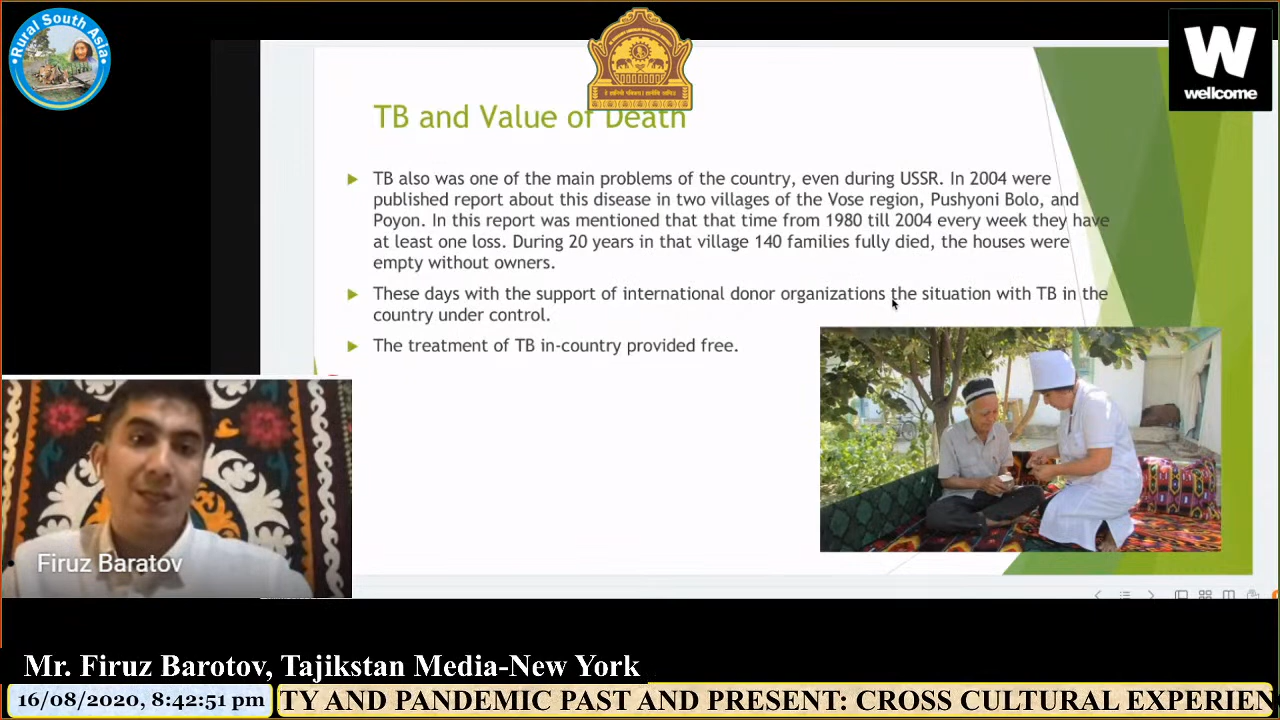 Rural South Asia
wellcome
TB and Value of Death
TB also was one of the main problems of the country, even during USSR. In 2004 were
published report about this disease in two villages of the Vose region, Pushyoni Bolo, and
Poyon. In this report was mentioned that that time from 1980 till 2004 every week they have
at least one loss. During 20 years in that village 140 families fully died, the houses were
empty without owners.
These days with the support of international donor organizations the situation with TB in the
country under control.
The treatment of TB in-country provided free.
Firuz Baratov
Mr. Firuz Barotov, Tajikstan Media-New York
16/08/2020, 8:42:51 pm
TY AND PANDEMIC PAST AND PRESENT: CROSS CULTURAL EXPERIEN